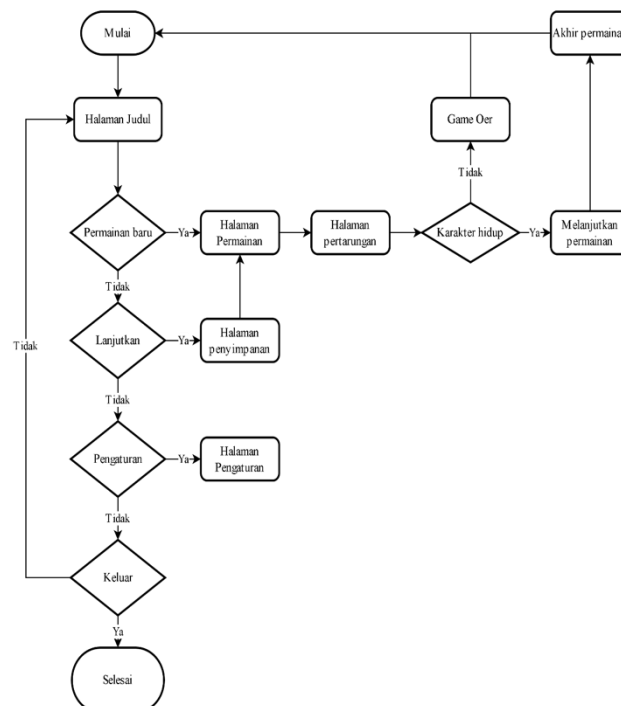 Mulai
Akhir permainan
Halaman Judul
Game Oer
Tidak
Permainan baru
Ya
Halaman
Permainan
Halaman
pertarungan
Karakter hidup
Ya
Melanjutkan
permainan
Tidak
Lanjutkan
Ya
Halaman
penyimpanan
Tidak
Tidak
Pengaturan
Ya
Halaman
Pengaturan
Tidak
Keluar
Ya
Selesai